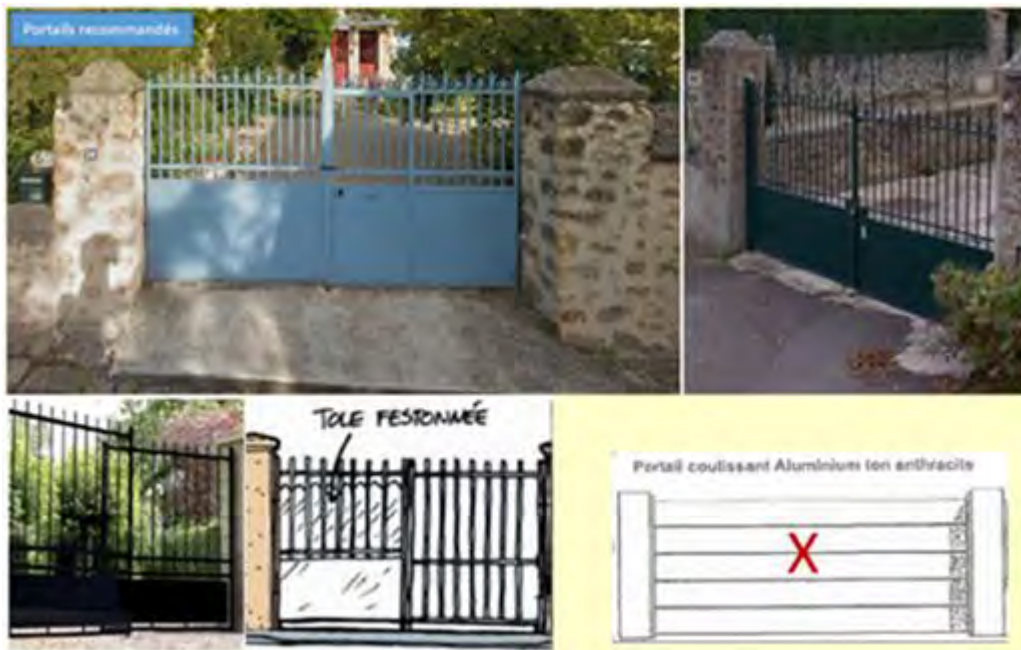 Portails recommandés
TOLE FESTONNÉE
Portail coulissant Aluminium ton anthracite
X